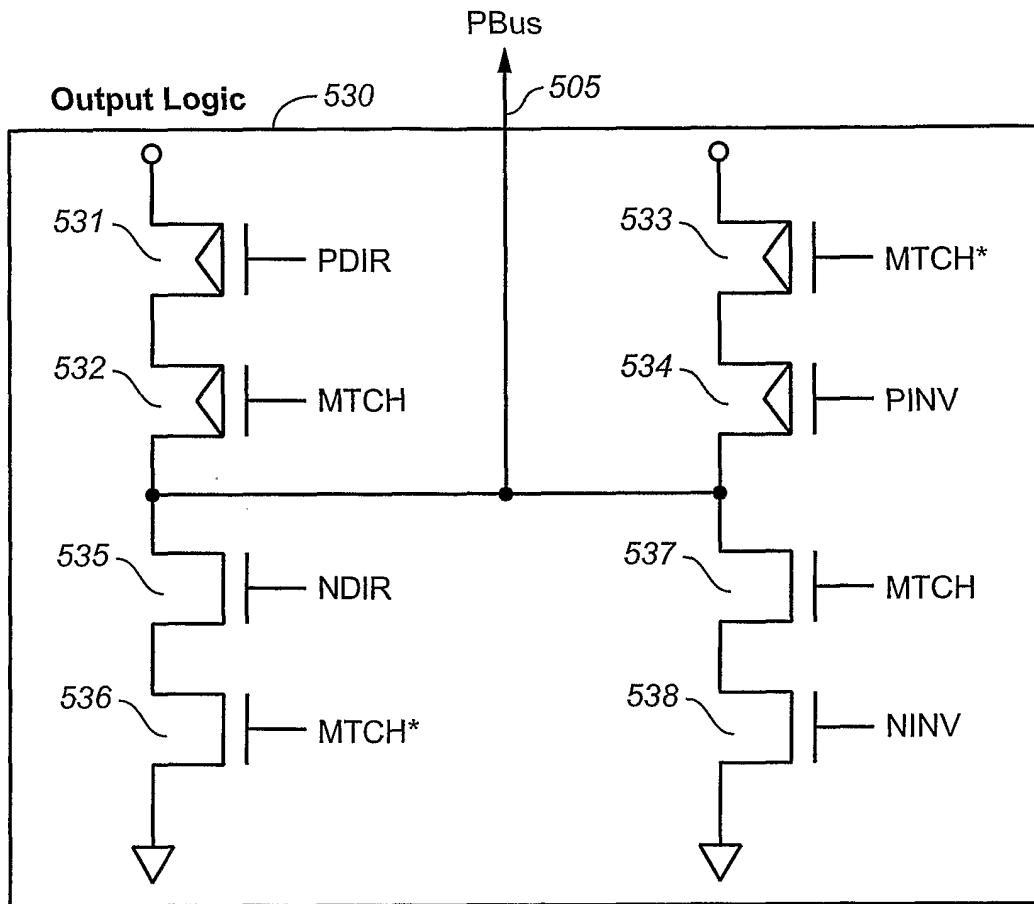 PBus
505
Output Logic
530
531
PDIR
533
MTCH*
532
MTCH
534
PINV
535
NDIR
537
MTCH
536
MTCH*
538
NINV